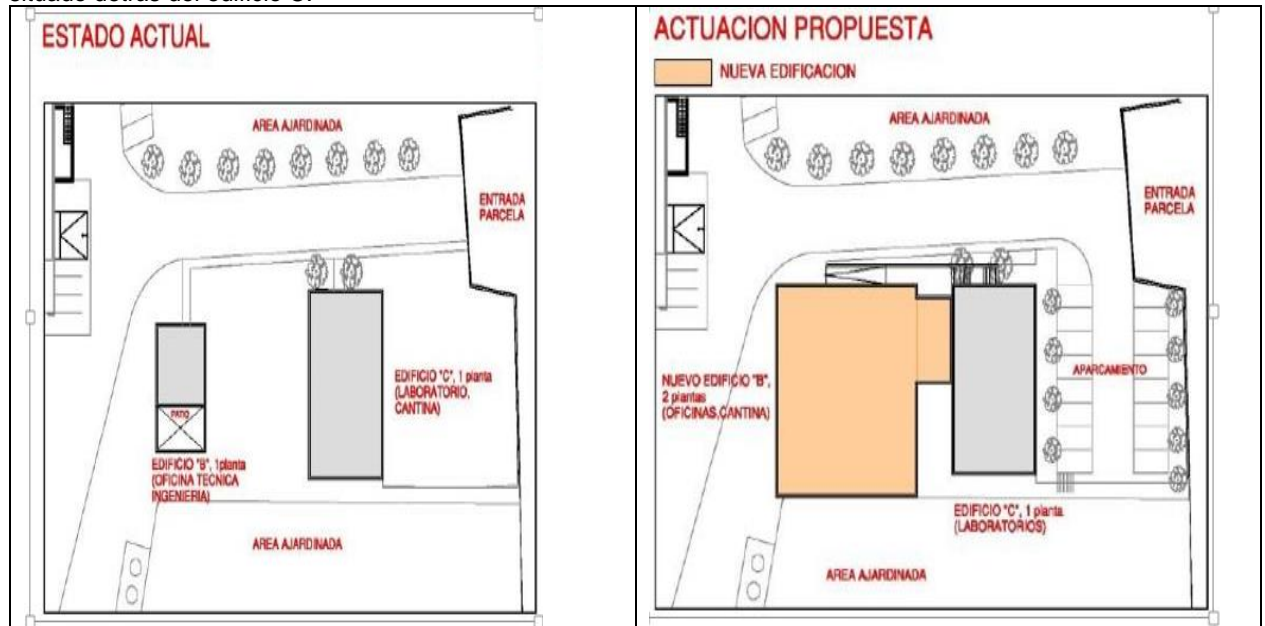 situado detrás del edificio C.
ESTADO ACTUAL
AREA AJARDINADA
ENTRADA
PARCELA
EDIFICIO "C", 1 planta
(LABORATORIO,
CANTINA)
PATIO
EDIFICIO "B", 1planta
(OFICINA TECNICA
INGENIERIA)
AREA AJARDINADA
ACTUACION PROPUESTA
NUEVA EDIFICACION
AREA AJARDINADA
ENTRADA
PARCELA
NUEVO EDIFICIO "B",
2 plantas
(OFICINAS,CANTINA)
APARCAMIENTO
EDIFICIO "C", 1 planta
(LABORATORIOS)
AREA AJARDINADA